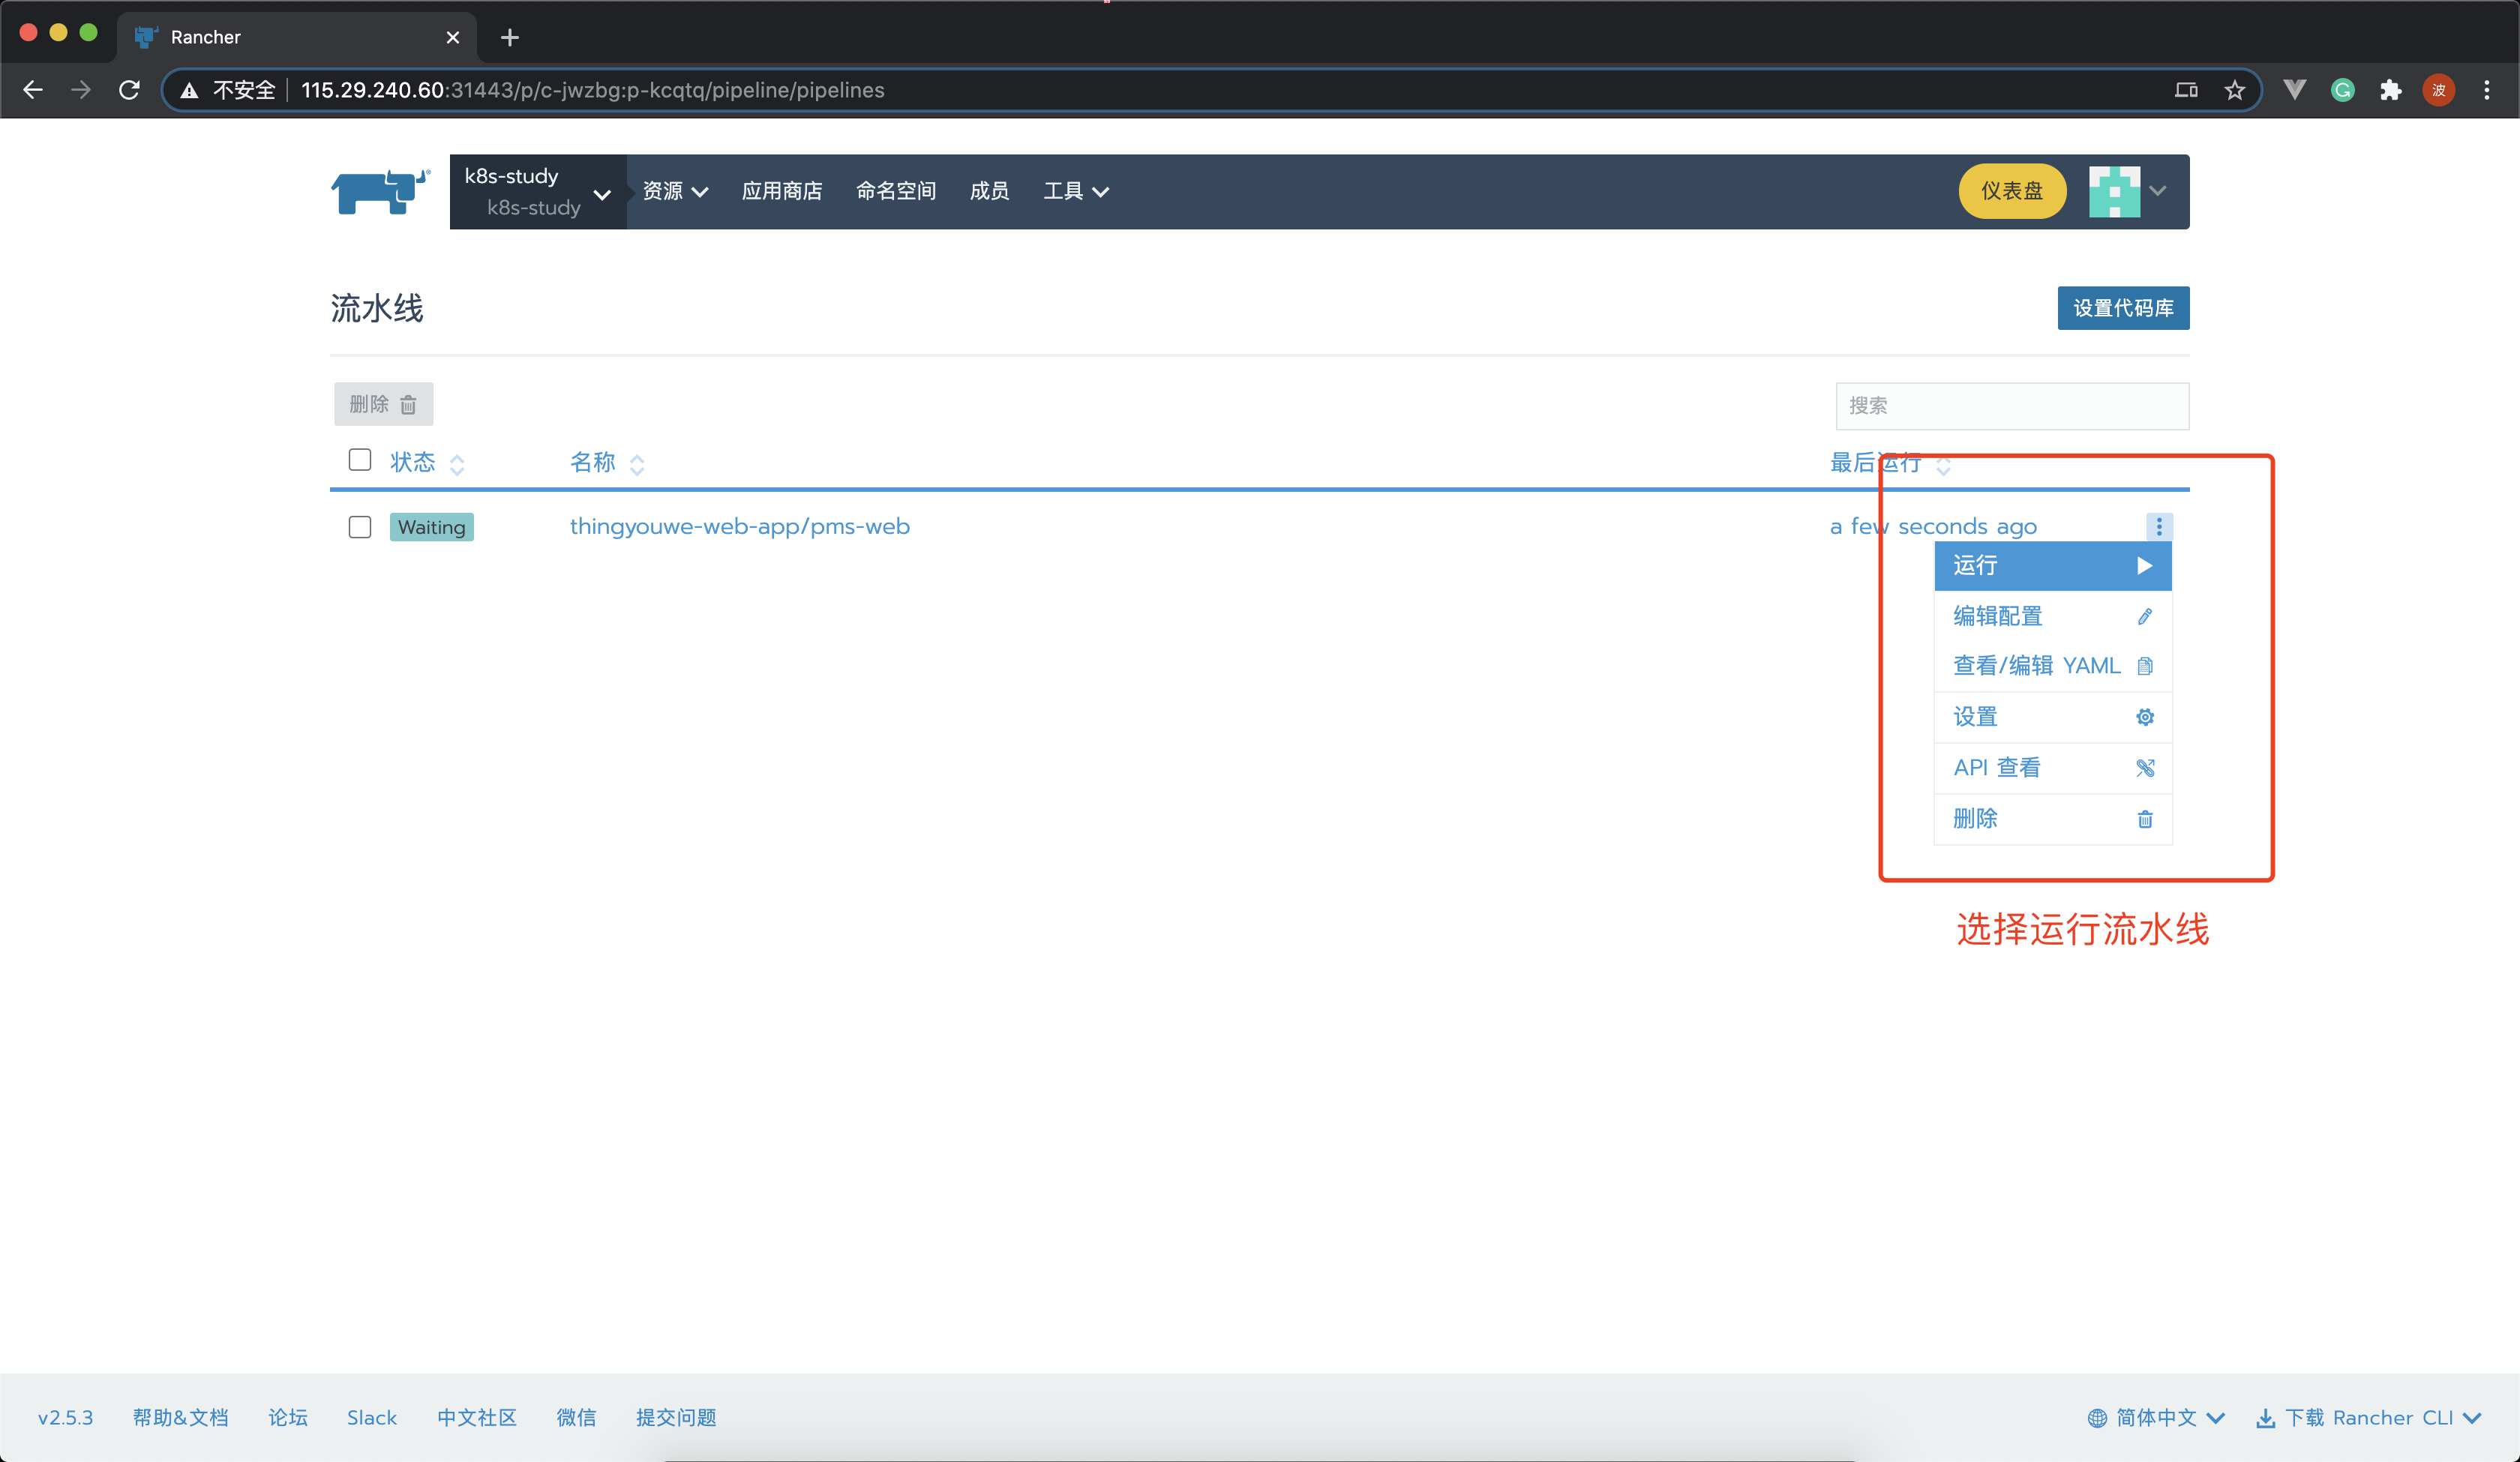 Rancher
不安全 115.29.240.60:31443/p/c-jwzbg:p-kcqtq/pipeline/pipelines
波
k8s-study
k8s-study
资源 应用商店 命名空间 成员 工具 仪表盘
流水线
设置代码库
删除
搜索
状态 名称 最后运行
Waiting thingyouwe-web-app/pms-web a few seconds ago
运行
编辑配置
查看/编辑 YAML
设置
API 查看
删除
选择运行流水线
v2.5.3 帮助&文档 论坛 Slack 中文社区 微信 提交问题 简体中文 下载 Rancher CLI